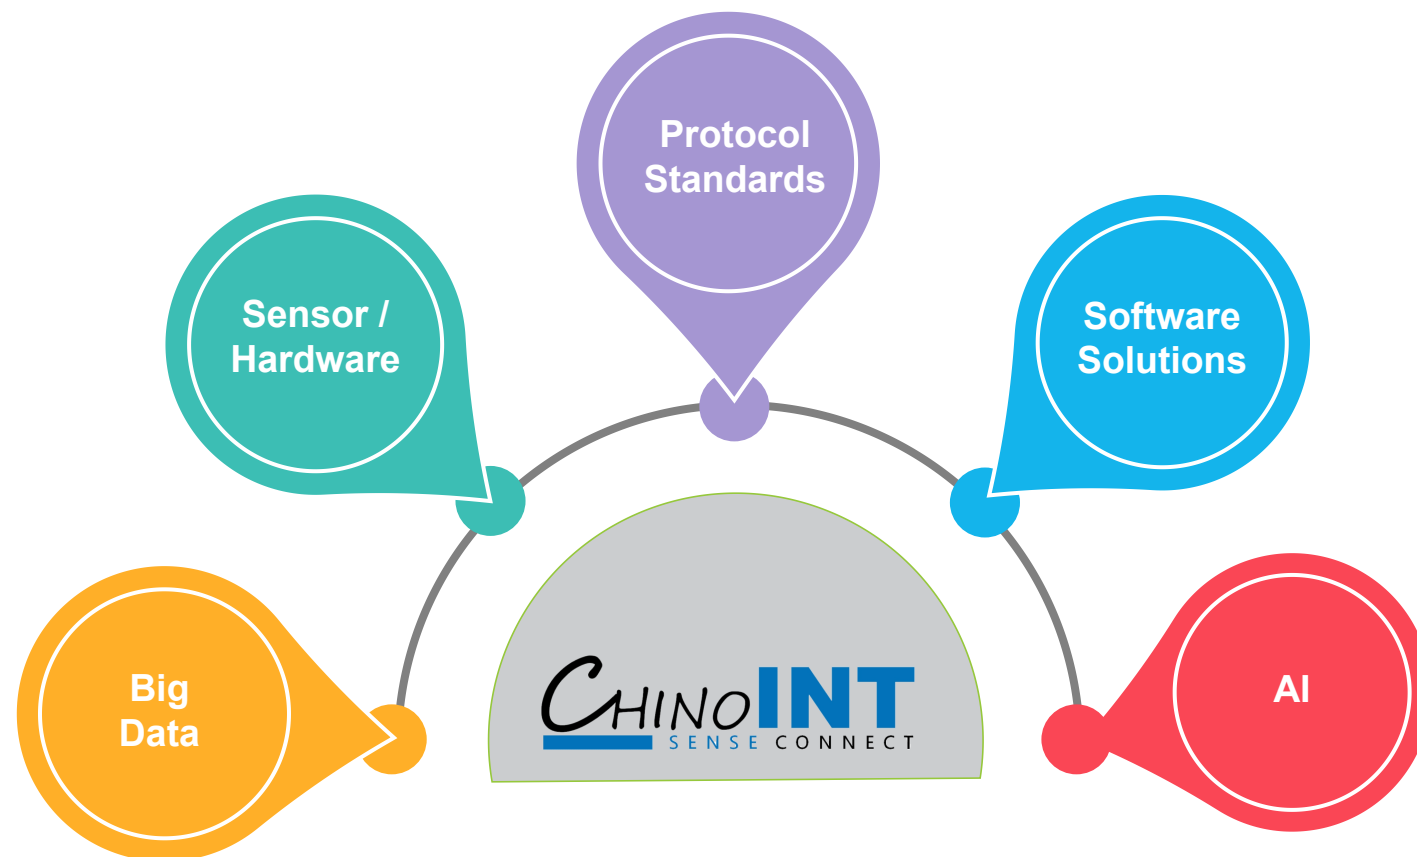 Protocol
Standards
Sensor /
Hardware
Software
Solutions
Big
Data
AI
CHINOINT
SENSE CONNECT